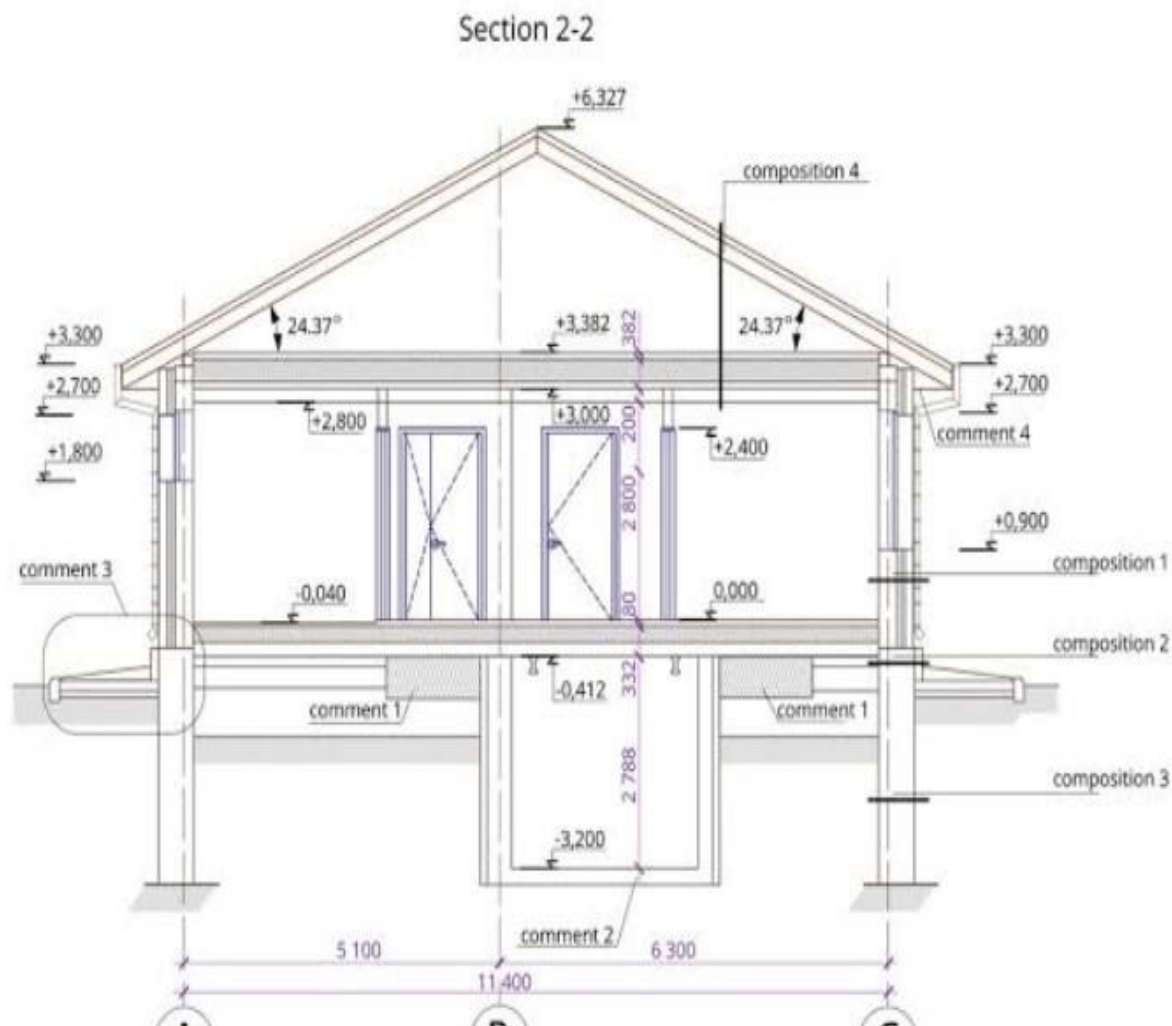 Section 2-2
+6,327
composition 4
24.37°
+3,382
382
24.37°
+3,300
+3,300
+2,700
+2,700
+2,800
+3,000
200
+2,400
comment 4
+1,800
2 800
+0,900
comment 3
composition 1
-0,040
80
0,000
composition 2
332
-0,412
comment 1
comment 1
2 788
composition 3
-3,200
comment 2
5 100
6 300
11 400